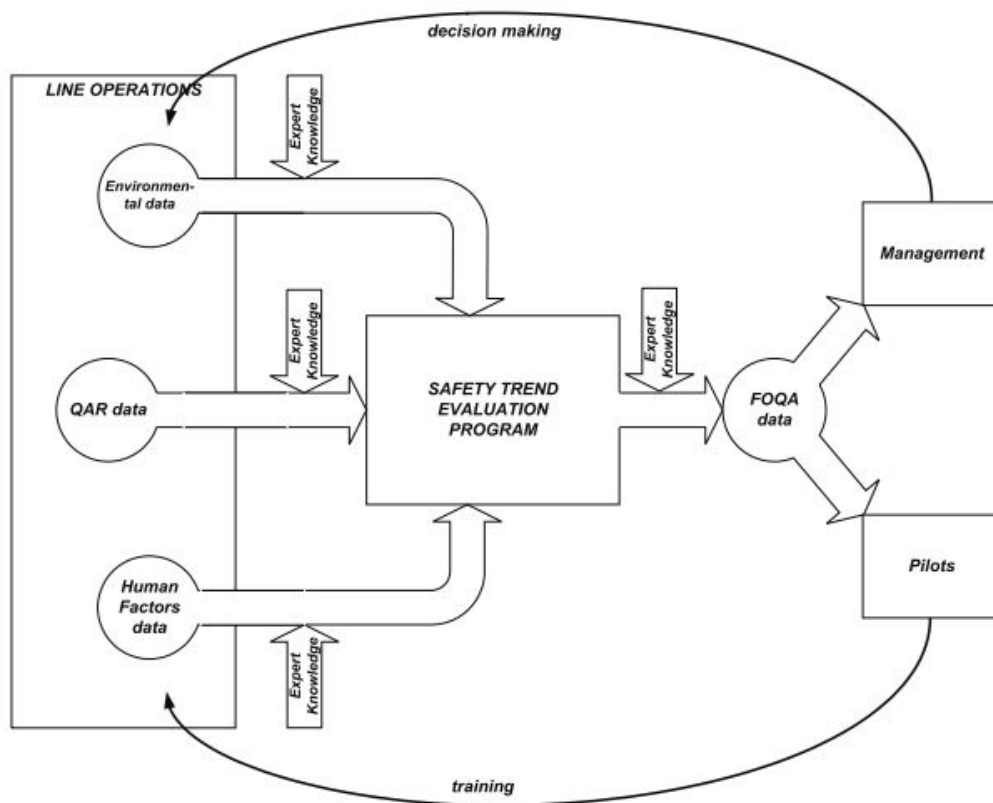 decision making
LINE OPERATIONS
Expert
Knowledge
Environmen-
tal data
Management
Expert
Knowledge
Expert
Knowledge
QAR data
SAFETY TREND
EVALUATION
PROGRAM
FOQA
data
Human
Factors
data
Pilots
Expert
Knowledge
training